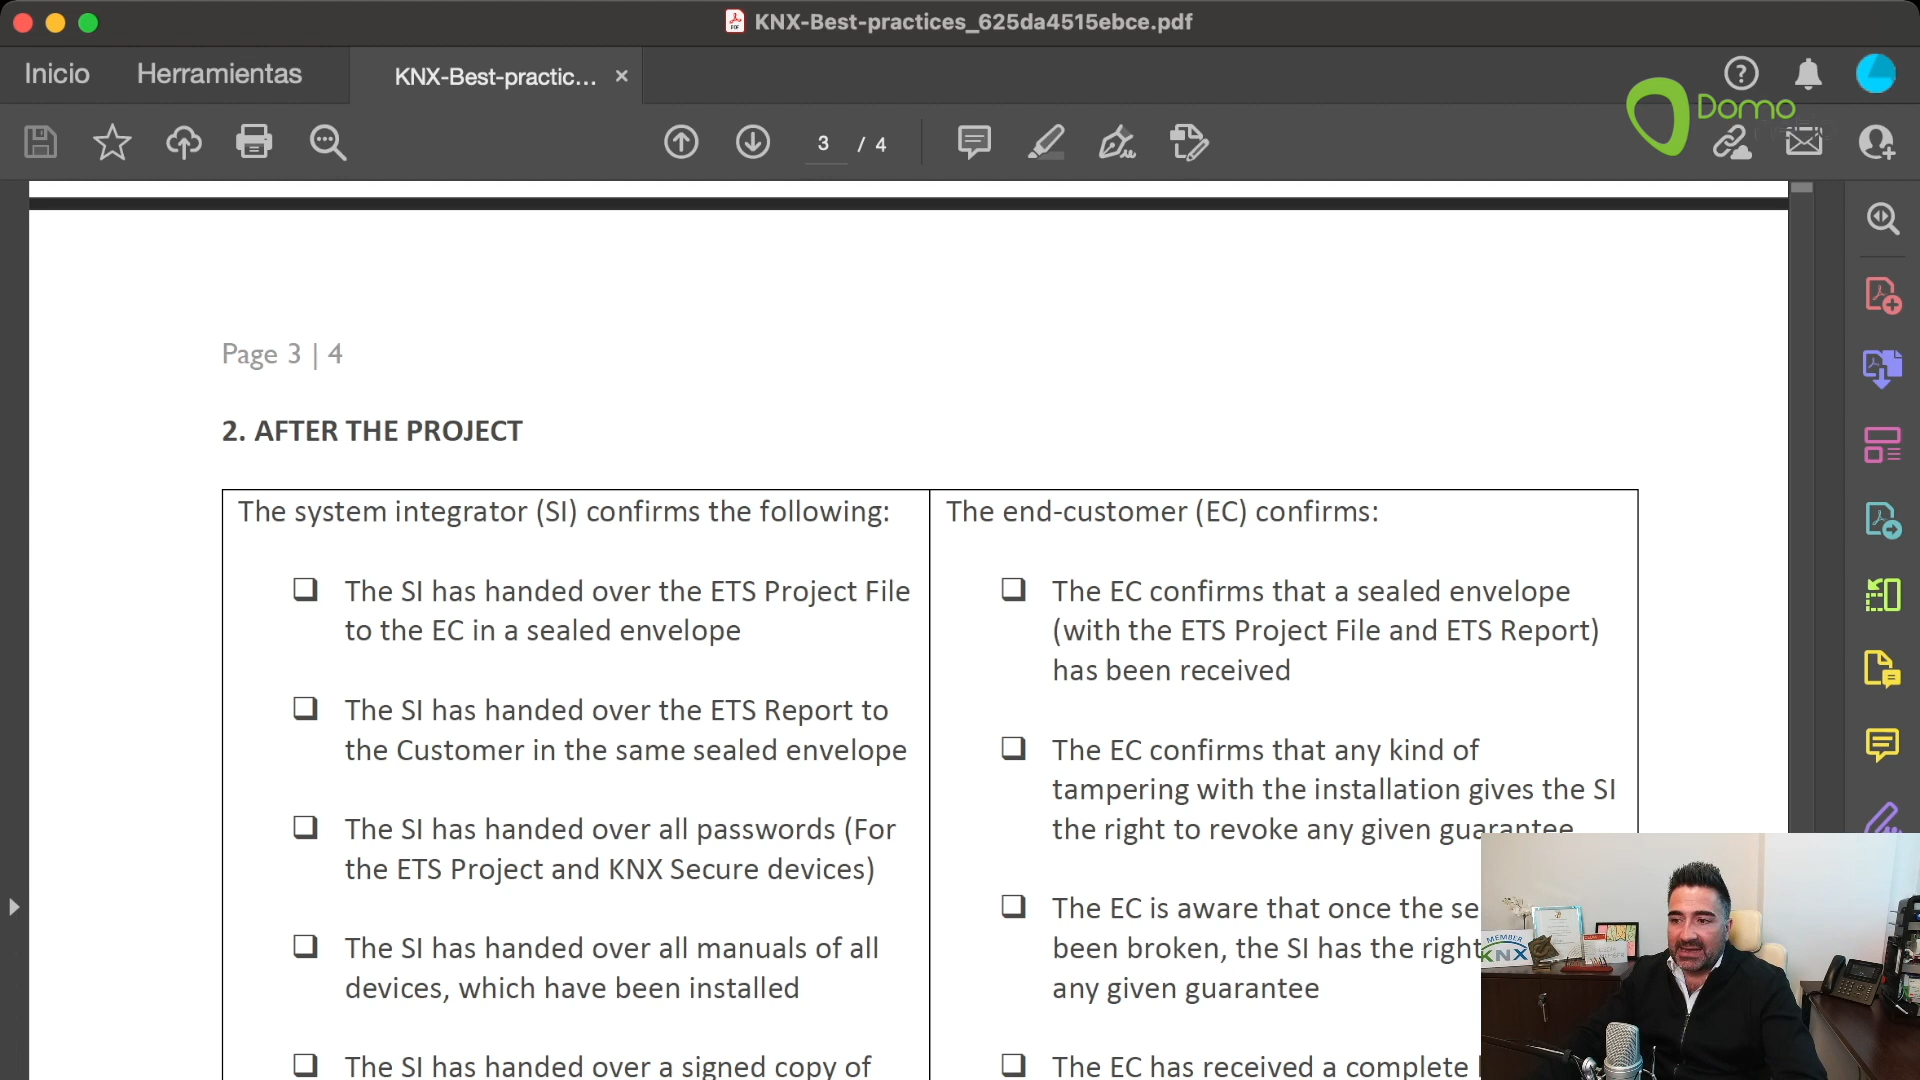 KNX-Best-practices_625da4515ebce.pdf
Inicio
Herramientas
KNX-Best-practic...
3 / 4
Domo
Page 3 | 4
2. AFTER THE PROJECT
The system integrator (SI) confirms the following:
❑ The SI has handed over the ETS Project File
to the EC in a sealed envelope
❑ The SI has handed over the ETS Report to
the Customer in the same sealed envelope
❑ The SI has handed over all passwords (For
the ETS Project and KNX Secure devices)
❑ The SI has handed over all manuals of all
devices, which have been installed
❑ The SI has handed over a signed copy of
The end-customer (EC) confirms:
❑ The EC confirms that a sealed envelope
(with the ETS Project File and ETS Report)
has been received
❑ The EC confirms that any kind of
tampering with the installation gives the SI
the right to revoke any given guarantee
❑ The EC is aware that once the se
been broken, the SI has the right
any given guarantee
❑ The EC has received a complete
MEMBER
KNX